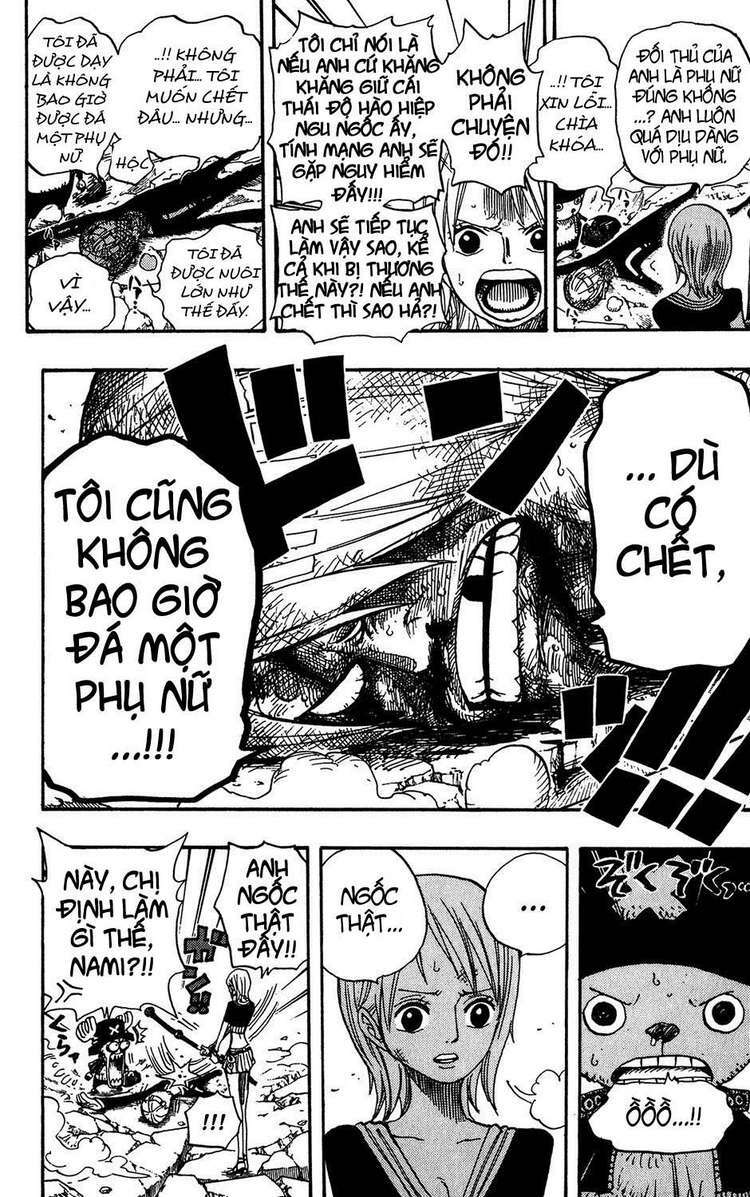 ĐỐI THỦ CỦA
ANH LÀ PHỤ NỮ
ĐÚNG KHÔNG
...? ANH LUÔN
QUÁ DỊU DÀNG
VỚI PHỤ NỮ.
..!! TÔI
XIN LỖI...
CHÌA
KHÓA...
KHÔNG
PHẢI
CHUYỆN
ĐÓ!!
TÔI CHỈ NÓI LÀ
NẾU ANH CỨ KHĂNG
KHĂNG GIỮ CÁI
THÁI ĐỘ HÀO HIỆP
NGU NGỐC ẤY,
TÍNH MẠNG ANH SẼ
GẶP NGUY HIỂM
ĐẤY!!!
ANH SẼ TIẾP TỤC
LÀM VẬY SAO, KỂ
CẢ KHI BỊ THƯƠNG
THẾ NÀY?! NẾU ANH
CHẾT THÌ SAO HẢ?!
..!! KHÔNG
PHẢI... TÔI
MUỐN CHẾT
ĐÂU... NHƯNG...
TÔI ĐÃ
ĐƯỢC DẠY
LÀ KHÔNG
BAO GIỜ
ĐƯỢC ĐÁ
MỘT PHỤ
NỮ.
HỘC
TÔI ĐÃ
ĐƯỢC NUÔI
LỚN NHƯ
THẾ ĐẤY.
VÌ
VẬY...
... DÙ
CÓ
CHẾT,
ドン!!!!
TÔI CŨNG
KHÔNG
BAO GIỜ
ĐÁ MỘT
PHỤ NỮ
...!!!
ぞくぞく...
ỒỒỒ...!!
...
NGỐC
THẬT...
ANH
NGỐC
THẬT
ĐẤY!!
NÀY, CHỊ
ĐỊNH LÀM
GÌ THẾ,
NAMI?!!
!!!